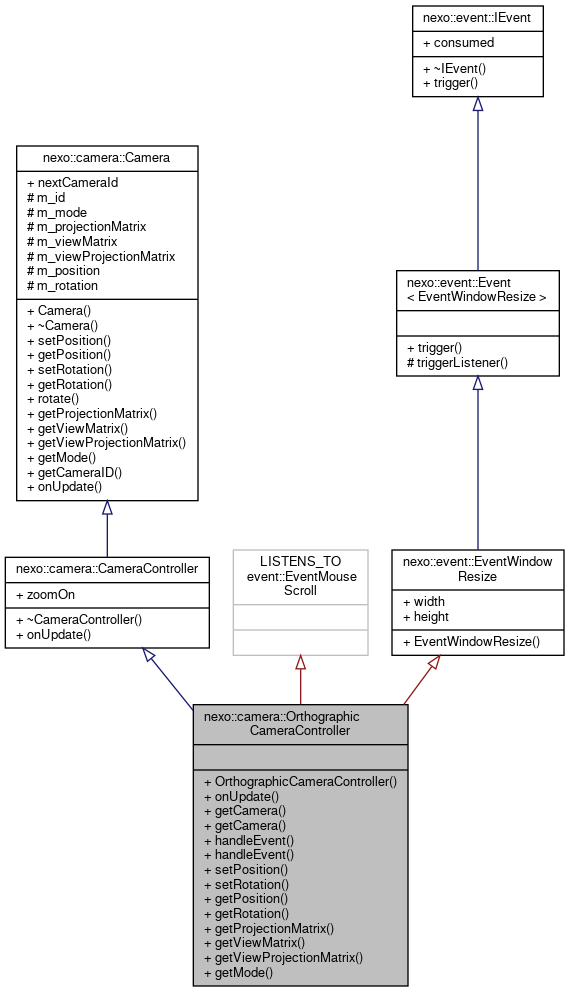 nexo::event::IEvent
+ consumed
+ ~IEvent()
+ trigger()
nexo::camera::Camera
+ nextCameraId
# m_id
# m_mode
# m_projectionMatrix
# m_viewMatrix
# m_viewProjectionMatrix
# m_position
# m_rotation
+ Camera()
+ ~Camera()
+ setPosition()
+ getPosition()
+ setRotation()
+ getRotation()
+ rotate()
+ getProjectionMatrix()
+ getViewMatrix()
+ getViewProjectionMatrix()
+ getMode()
+ getCameraID()
+ onUpdate()
nexo::event::Event
< EventWindowResize >
+ trigger()
# triggerListener()
nexo::camera::CameraController
+ zoomOn
+ ~CameraController()
+ onUpdate()
LISTENS_TO
event::EventMouse
Scroll
nexo::event::EventWindow
Resize
+ width
+ height
+ EventWindowResize()
nexo::camera::Orthographic
CameraController
+ OrthographicCameraController()
+ onUpdate()
+ getCamera()
+ getCamera()
+ handleEvent()
+ handleEvent()
+ setPosition()
+ setRotation()
+ getPosition()
+ getRotation()
+ getProjectionMatrix()
+ getViewMatrix()
+ getViewProjectionMatrix()
+ getMode()